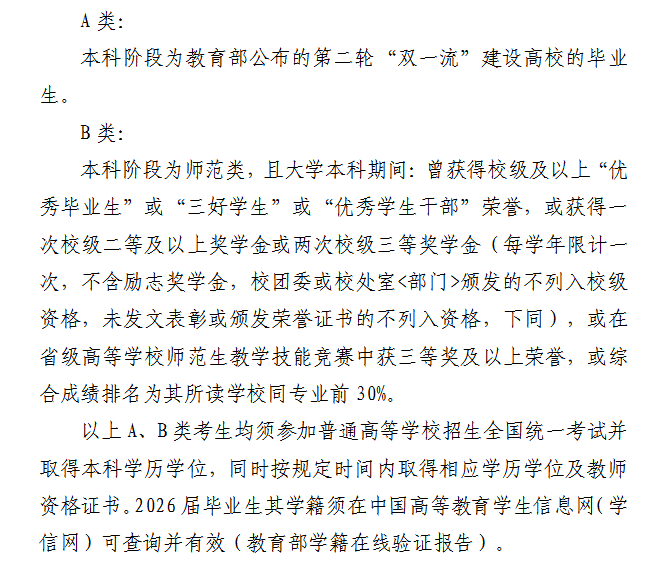 A 类：
本科阶段为教育部公布的第二轮“双一流”建设高校的毕业
生。
B 类：
本科阶段为师范类，且大学本科期间：曾获得校级及以上“优
秀毕业生”或“三好学生”或“优秀学生干部”荣誉，或获得一
次校级二等及以上奖学金或两次校级三等奖学金（每学年限计一
次，不含励志奖学金，校团委或校处室<部门>颁发的不列入校级
资格，未发文表彰或颁发荣誉证书的不列入资格，下同），或在
省级高等学校师范生教学技能竞赛中获三等奖及以上荣誉，或综
合成绩排名为其所读学校同专业前 30%。
以上 A、B 类考生均须参加普通高等学校招生全国统一考试并
取得本科学历学位，同时按规定时间内取得相应学历学位及教师
资格证书。2026 届毕业生其学籍须在中国高等教育学生信息网(学
信网）可查询并有效（教育部学籍在线验证报告）。